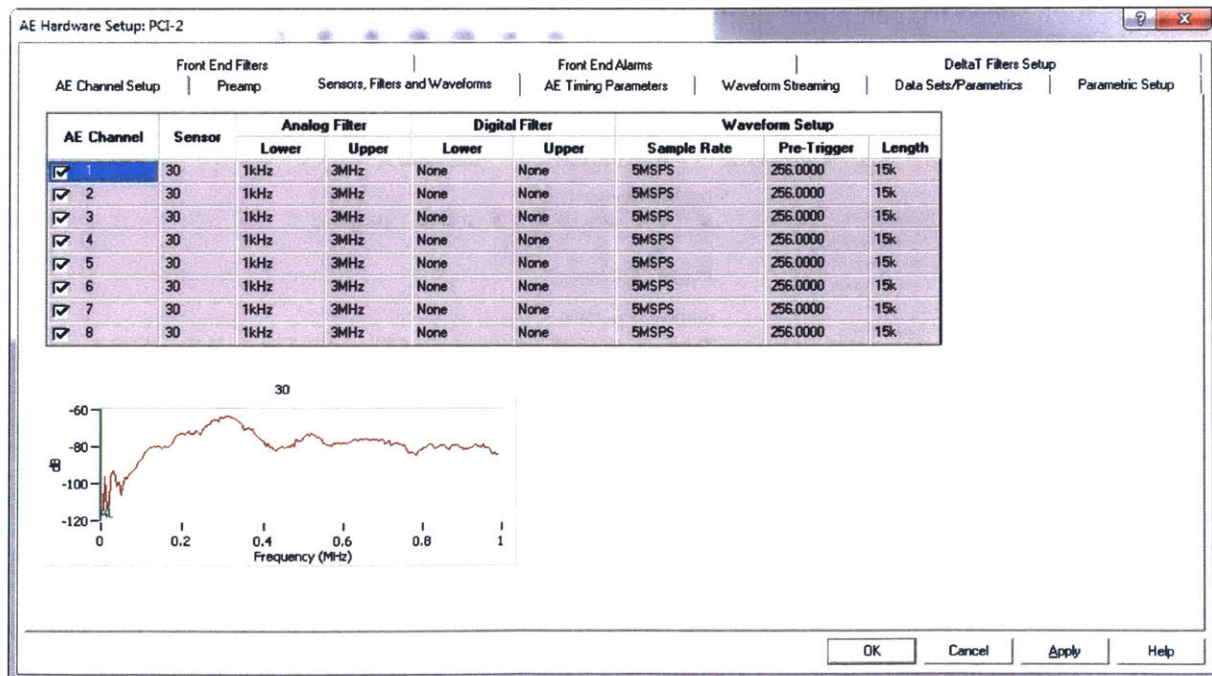 AE Hardware Setup: PCI-2
? X
Front End Filters | Front End Alarms | DeltaT Filters Setup
AE Channel Setup | Preamp Sensors, Filters and Waveforms AE Timing Parameters | Waveform Streaming | Data Sets/Parametrics | Parametric Setup
AE Channel Sensor Analog Filter Digital Filter Waveform Setup
Lower Upper Lower Upper Sample Rate Pre-Trigger Length
1 30 1kHz 3MHz None None 5MSPS 256.0000 15k
2 30 1kHz 3MHz None None 5MSPS 256.0000 15k
3 30 1kHz 3MHz None None 5MSPS 256.0000 15k
4 30 1kHz 3MHz None None 5MSPS 256.0000 15k
5 30 1kHz 3MHz None None 5MSPS 256.0000 15k
6 30 1kHz 3MHz None None 5MSPS 256.0000 15k
7 30 1kHz 3MHz None None 5MSPS 256.0000 15k
8 30 1kHz 3MHz None None 5MSPS 256.0000 15k
30
-60
-80
dB
-100
-120
0 0.2 0.4 0.6 0.8 1
Frequency (MHz)
OK Cancel Apply Help